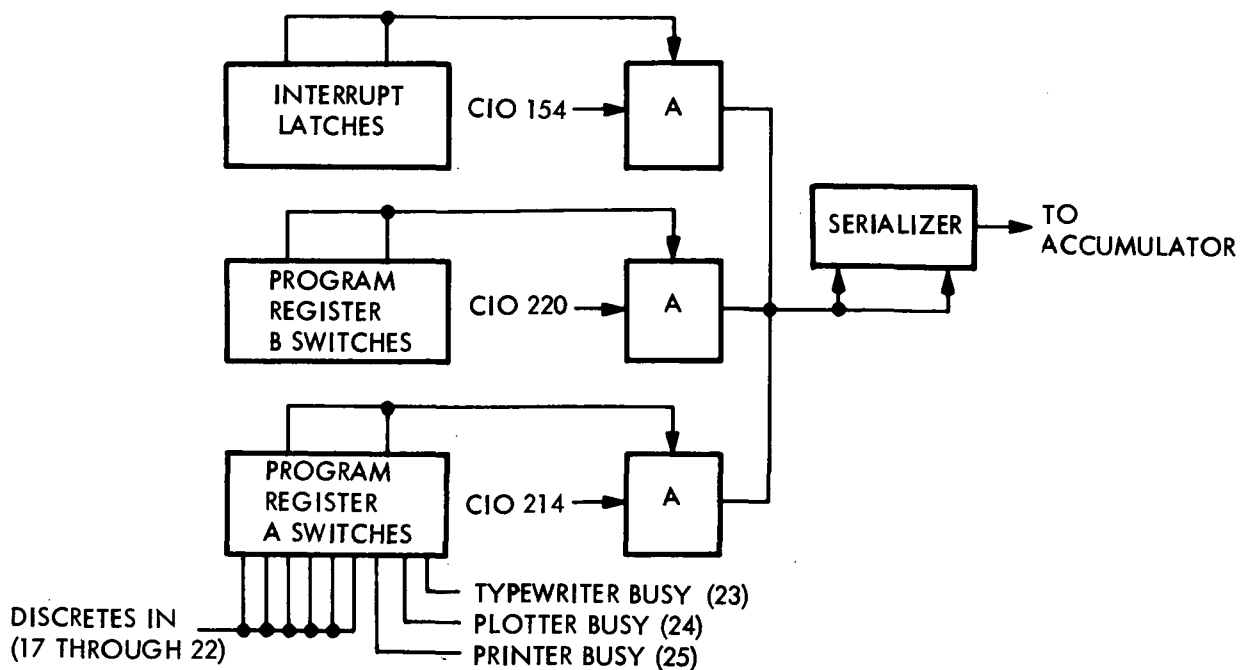 INTERRUPT
LATCHES
CIO 154
A
PROGRAM
REGISTER
B SWITCHES
CIO 220
A
SERIALIZER
TO
ACCUMULATOR
PROGRAM
REGISTER
A SWITCHES
CIO 214
A
DISCRETES IN
(17 THROUGH 22)
TYPEWRITER BUSY (23)
PLOTTER BUSY (24)
PRINTER BUSY (25)